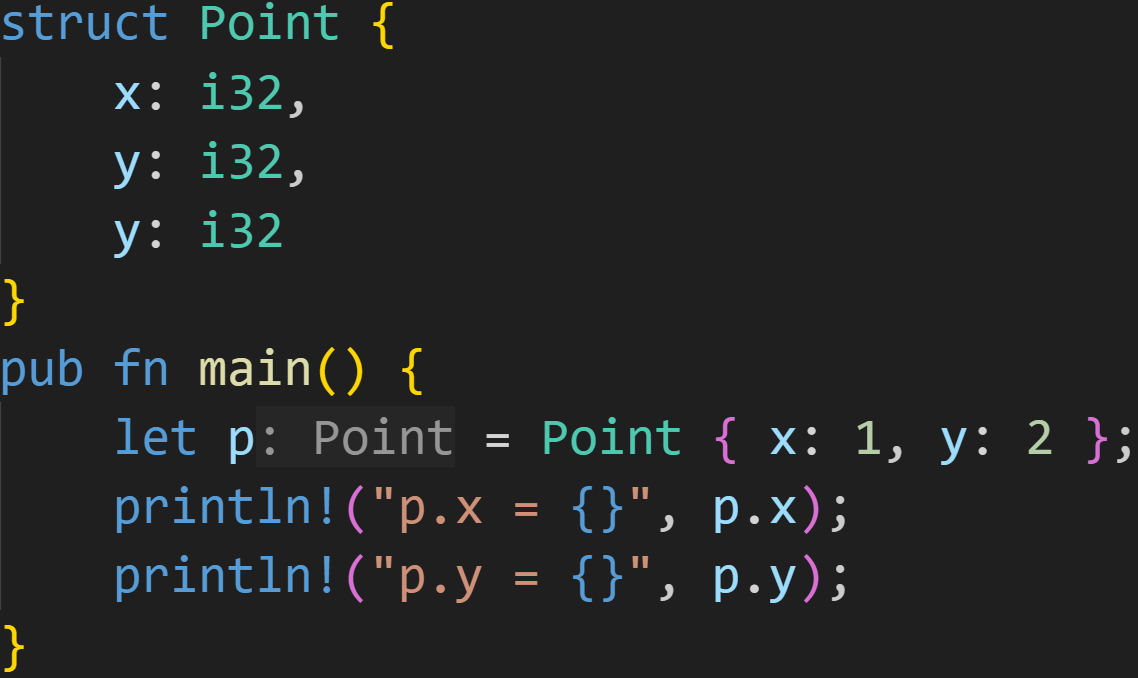 struct Point {
    x: i32,
    y: i32,
    y: i32
}
pub fn main() {
    let p: Point = Point { x: 1, y: 2 };
    println!("p.x = {}", p.x);
    println!("p.y = {}", p.y);
}